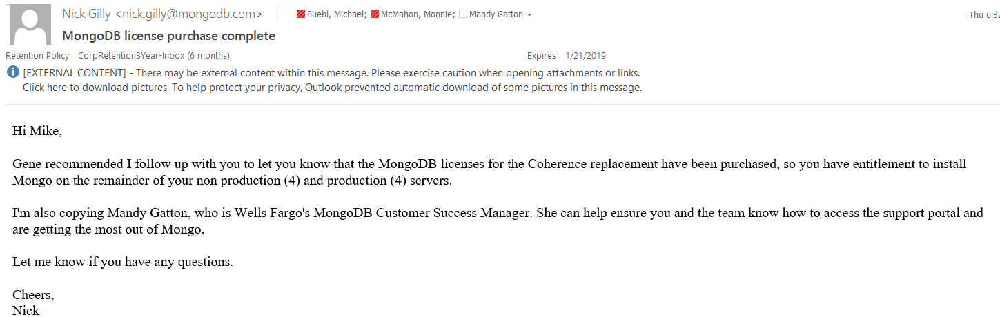 Nick Gilly <nick.gilly@mongodb.com>
Buehl, Michael; McMahon, Monnie; Mandy Gatton
Thu 6:32
MongoDB license purchase complete
Retention Policy CorpRetention3Year-Inbox (6 months)
Expires 1/21/2019
[EXTERNAL CONTENT] - There may be external content within this message. Please exercise caution when opening attachments or links.
Click here to download pictures. To help protect your privacy, Outlook prevented automatic download of some pictures in this message.
Hi Mike,
Gene recommended I follow up with you to let you know that the MongoDB licenses for the Coherence replacement have been purchased, so you have entitlement to install
Mongo on the remainder of your non production (4) and production (4) servers.
I'm also copying Mandy Gatton, who is Wells Fargo's MongoDB Customer Success Manager. She can help ensure you and the team know how to access the support portal and
are getting the most out of Mongo.
Let me know if you have any questions.
Cheers,
Nick